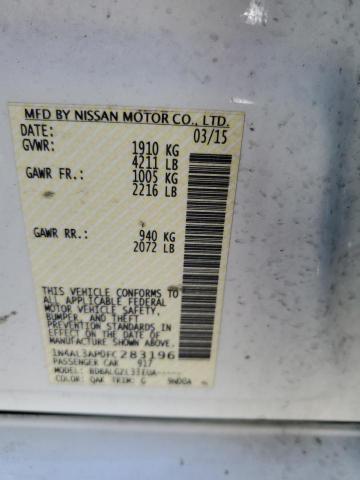 MFD BY NISSAN MOTOR CO., LTD.
DATE: 03/15
GVWR: 1910 KG
4211 LB
GAWR FR.: 1005 KG
2216 LB
GAWR RR.: 940 KG
2072 LB
THIS VEHICLE CONFORMS TO
ALL APPLICABLE FEDERAL
MOTOR VEHICLE SAFETY,
BUMPER, AND THEFT
PREVENTION STANDARDS IN
EFFECT ON THE DATE OF
MANUFACTURE SHOWN ABOVE.
1N4AL3AP0FC283196
PASSENGER CAR 917
MODEL:
COLOR: QAK TRIM: G